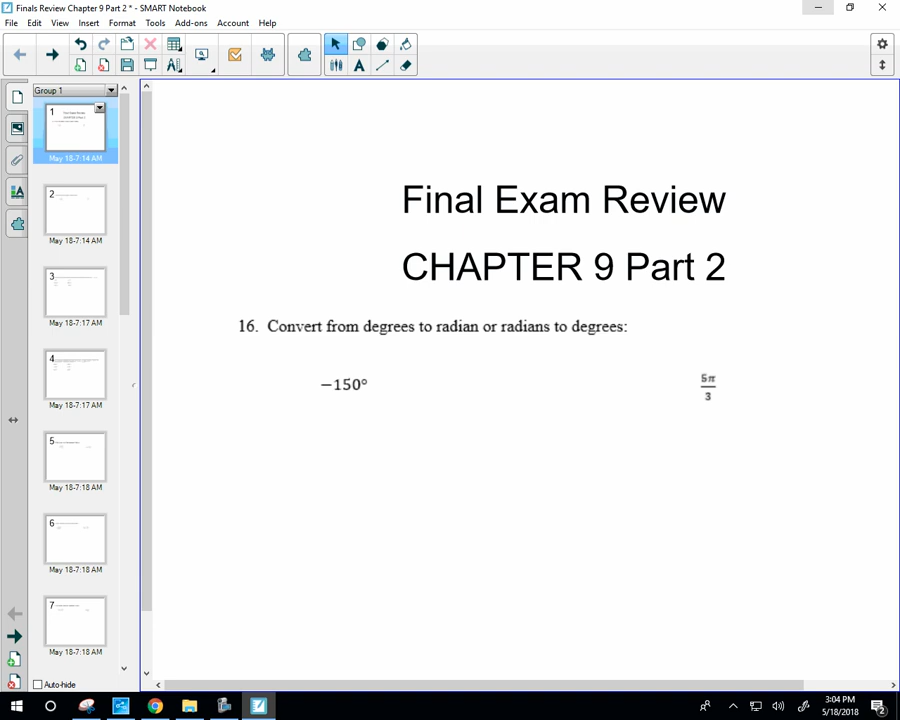 Finals Review Chapter 9 Part 2 * - SMART Notebook
File Edit View Insert Format Tools Add-ons Account Help
Group 1
1
May 18-7:14 AM
2
May 18-7:14 AM
3
May 18-7:17 AM
4
May 18-7:17 AM
5
May 18-7:18 AM
6
May 18-7:18 AM
7
May 18-7:18 AM
Auto-hide
Final Exam Review
CHAPTER 9 Part 2
16. Convert from degrees to radian or radians to degrees:
−150° 5π/3
3:04 PM
5/18/2018
2